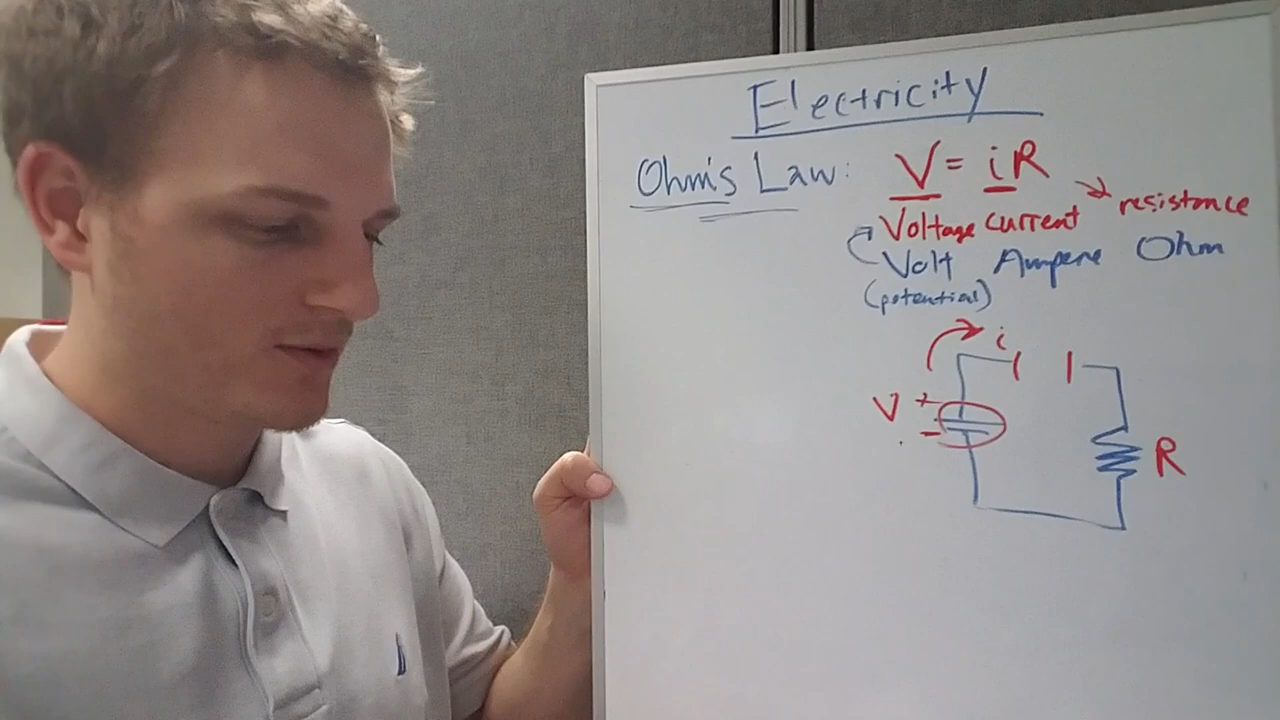 Electricity
Ohm's Law: V = iR
Voltage current → resistance
Volt Ampere Ohm
(potential)
i
V + -
R